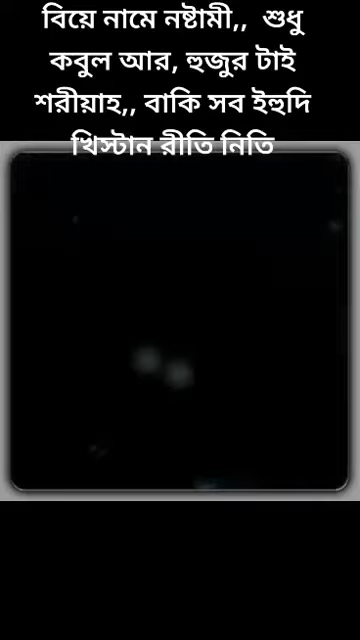 বিয়ে নামে নষ্টামী,, শুধু
কবুল আর, হুজুর টাই
শরীয়াহ,, বাকি সব ইহুদি
খিস্টান রীতি নিতি